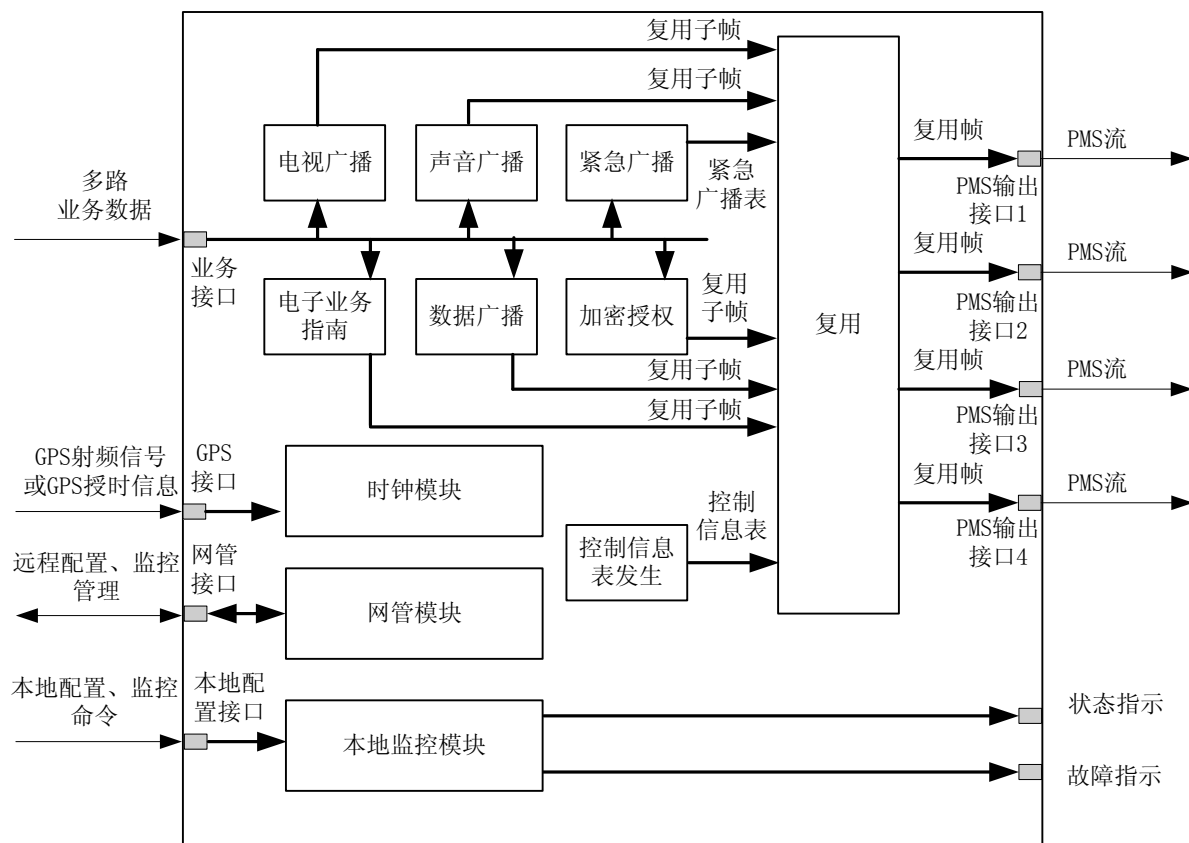 复用子帧
复用子帧
电视广播
声音广播
紧急广播
紧急
广播表
多路
业务数据
业务
接口
电子业务
指南
数据广播
加密授权
复用
子帧
复用子帧
复用子帧
复用
复用帧
PMS输出
接口1
PMS流
复用帧
PMS输出
接口2
PMS流
复用帧
PMS输出
接口3
PMS流
复用帧
PMS输出
接口4
PMS流
GPS射频信号
或GPS授时信息
GPS
接口
时钟模块
控制
信息表
控制信息
表发生
远程配置、监控
管理
网管
接口
网管模块
本地配置、监控
命令
本地配
置接口
本地监控模块
状态指示
故障指示